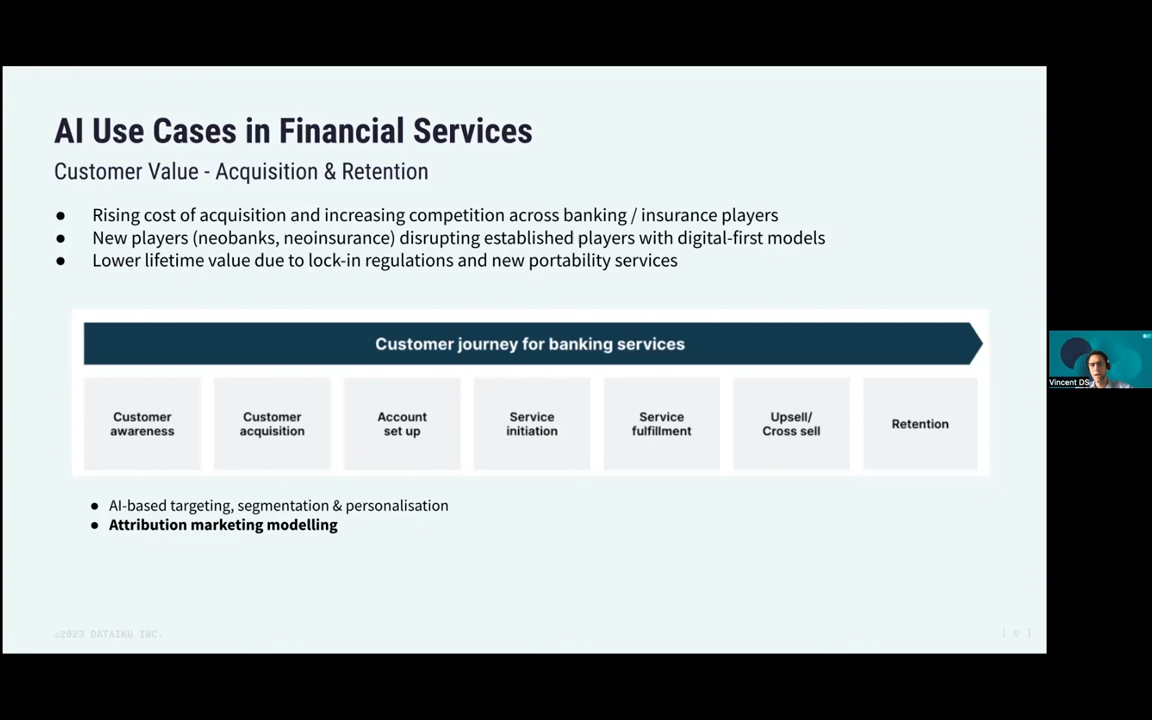 AI Use Cases in Financial Services
Customer Value - Acquisition & Retention
● Rising cost of acquisition and increasing competition across banking / insurance players
● New players (neobanks, neoinsurance) disrupting established players with digital-first models
● Lower lifetime value due to lock-in regulations and new portability services
Customer journey for banking services
Customer
awareness
Customer
acquisition
Account
set up
Service
initiation
Service
fulfillment
Upsell/
Cross sell
Retention
● AI-based targeting, segmentation & personalisation
● Attribution marketing modelling
©2023 DATAIKU INC.
[ 9 ]
Vincent DS